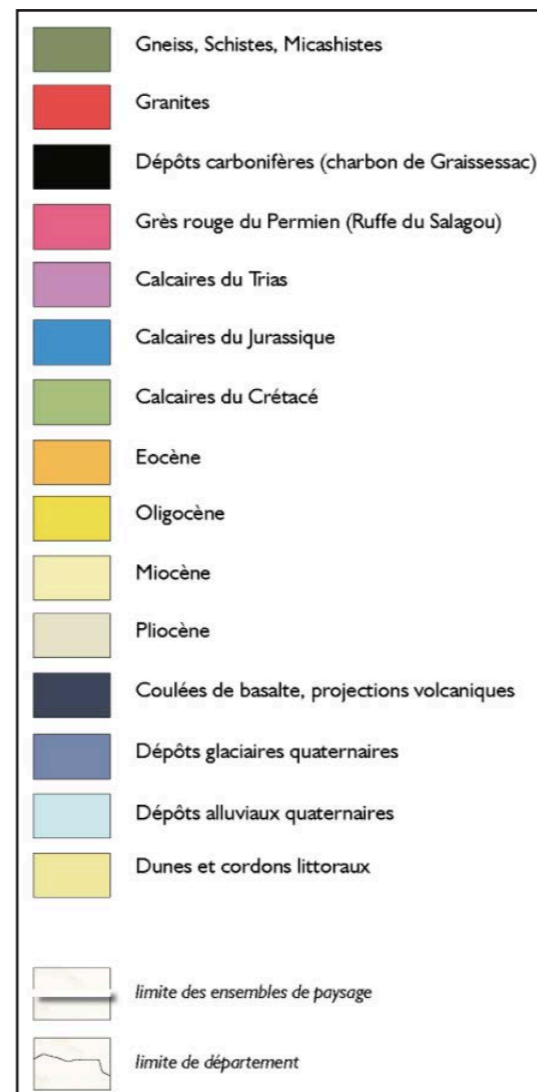 Gneiss, Schistes, Micashistes
Granites
Dépôts carbonifères (charbon de Graissessac)
Grès rouge du Permien (Ruffe du Salagou)
Calcaires du Trias
Calcaires du Jurassique
Calcaires du Crétacé
Eocène
Oligocène
Miocène
Pliocène
Coulées de basalte, projections volcaniques
Dépôts glaciaires quaternaires
Dépôts alluviaux quaternaires
Dunes et cordons littoraux
limite des ensembles de paysage
limite de département